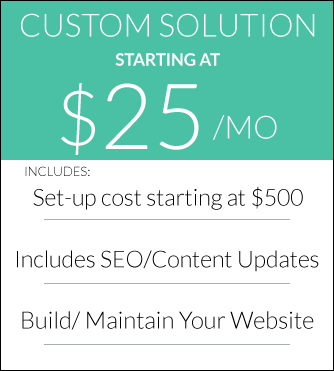 CUSTOM SOLUTION
STARTING AT
$25 /MO
INCLUDES:
Set-up cost starting at $500
Includes SEO/Content Updates
Build/ Maintain Your Website